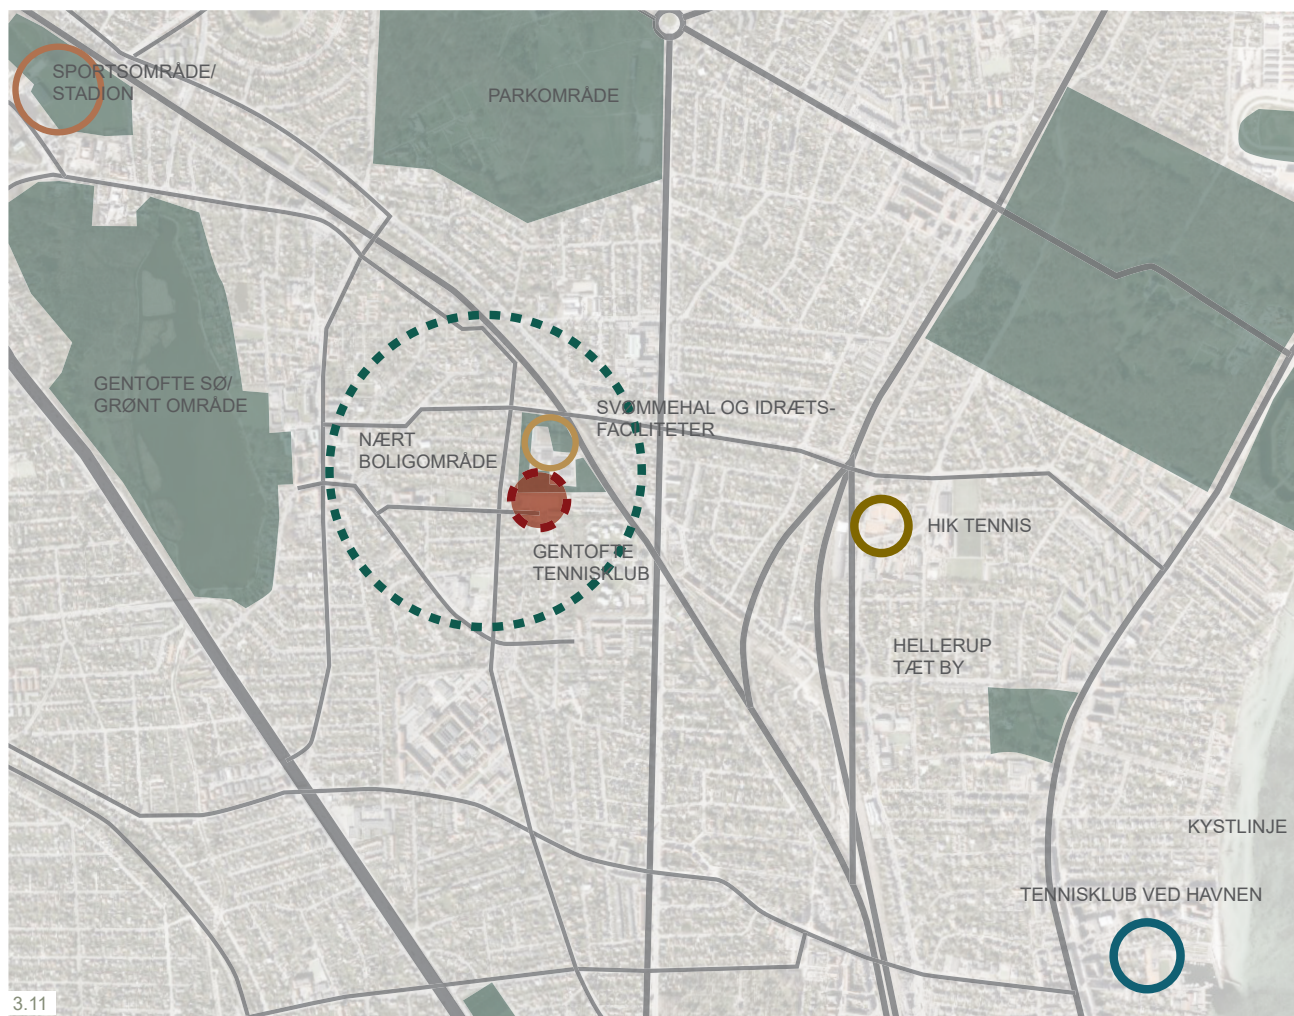 SPORTSOMRÅDE/
STADION
PARKOMRÅDE
GENTOFTE SØ/
GRØNT OMRÅDE
SVØMMEHAL OG IDRÆTS-
FACILITETER
NÆRT
BOLIGOMRÅDE
HIK TENNIS
GENTOFTE
TENNISKLUB
HELLERUP
TÆT BY
KYSTLINJE
TENNISKLUB VED HAVNEN
3.11